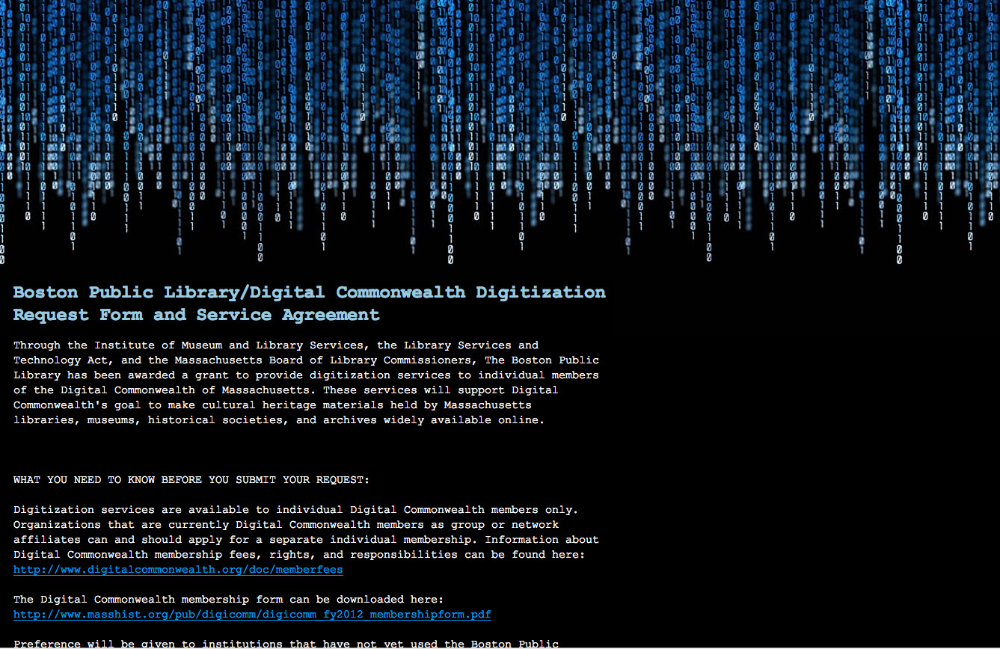 Boston Public Library/Digital Commonwealth Digitization
Request Form and Service Agreement
Through the Institute of Museum and Library Services, the Library Services and
Technology Act, and the Massachusetts Board of Library Commissioners, The Boston Public
Library has been awarded a grant to provide digitization services to individual members
of the Digital Commonwealth of Massachusetts. These services will support Digital
Commonwealth's goal to make cultural heritage materials held by Massachusetts
libraries, museums, historical societies, and archives widely available online.
WHAT YOU NEED TO KNOW BEFORE YOU SUBMIT YOUR REQUEST:
Digitization services are available to individual Digital Commonwealth members only.
Organizations that are currently Digital Commonwealth members as group or network
affiliates can and should apply for a separate individual membership. Information about
Digital Commonwealth membership fees, rights, and responsibilities can be found here:
http://www.digitalcommonwealth.org/doc/memberfees
The Digital Commonwealth membership form can be downloaded here:
http://www.masshist.org/pub/digicomm/digicomm_fy2012_membershipform.pdf
Preference will be given to institutions that have not yet used the Boston Public